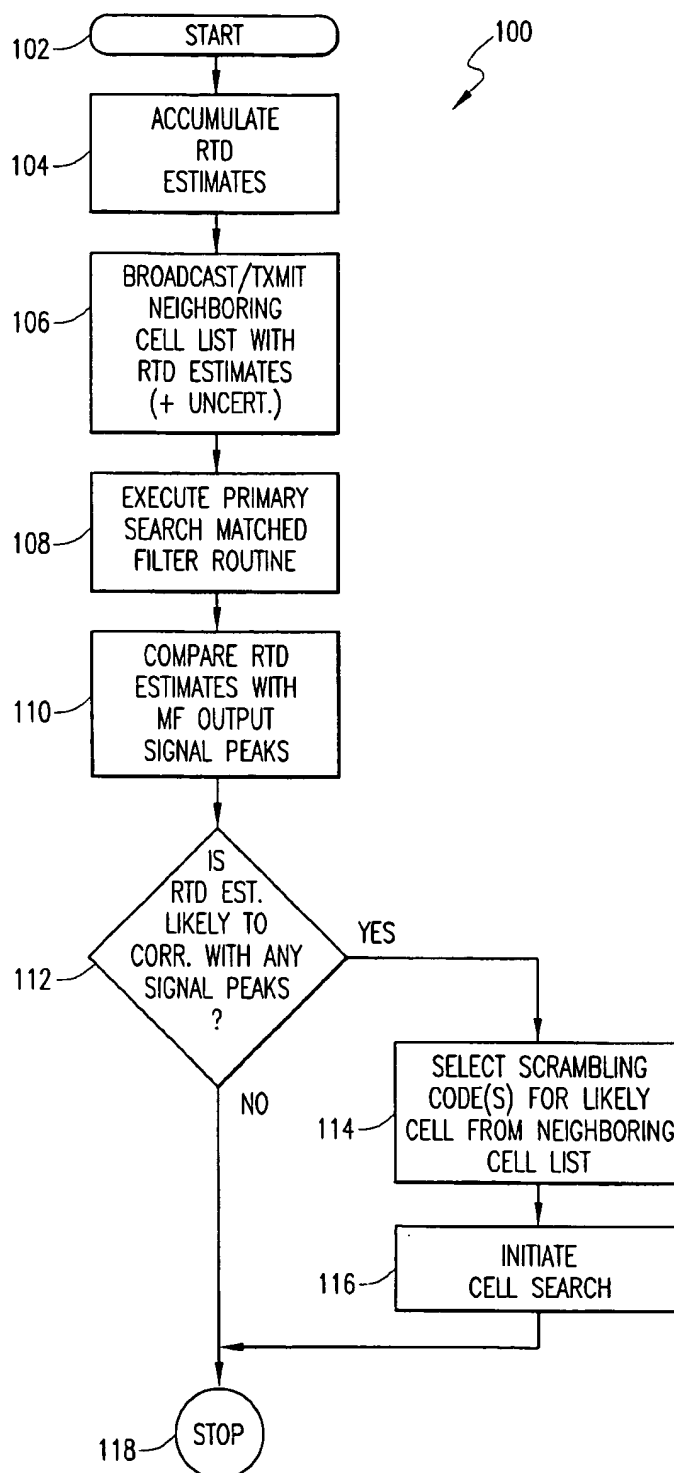 102
START
100
104
ACCUMULATE
RTD
ESTIMATES
106
BROADCAST/TXMIT
NEIGHBORING
CELL LIST WITH
RTD ESTIMATES
(+ UNCERT.)
108
EXECUTE PRIMARY
SEARCH MATCHED
FILTER ROUTINE
110
COMPARE RTD
ESTIMATES WITH
MF OUTPUT
SIGNAL PEAKS
112
IS
RTD EST.
LIKELY TO
CORR. WITH ANY
SIGNAL PEAKS
?
YES
NO
114
SELECT SCRAMBLING
CODE(S) FOR LIKELY
CELL FROM NEIGHBORING
CELL LIST
116
INITIATE
CELL SEARCH
118
STOP